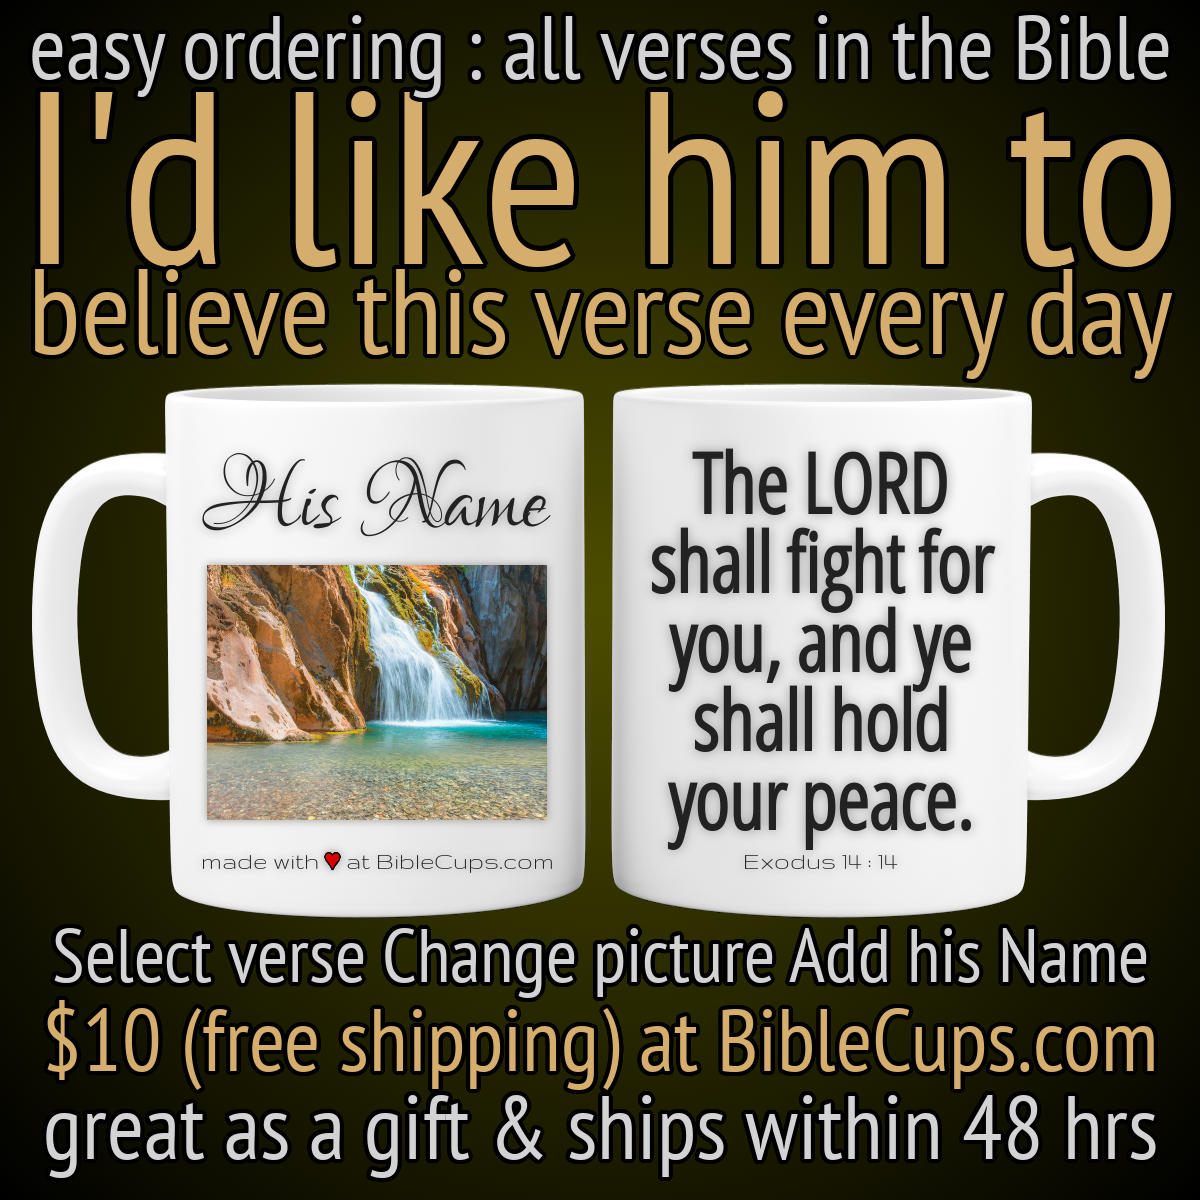 easy ordering : all verses in the Bible
I'd like him to
believe this verse every day
His Name
made with ♥ at BibleCups.com
The LORD
shall fight for
you, and ye
shall hold
your peace.
Exodus 14 : 14
Select verse Change picture Add his Name
$10 (free shipping) at BibleCups.com
great as a gift & ships within 48 hrs